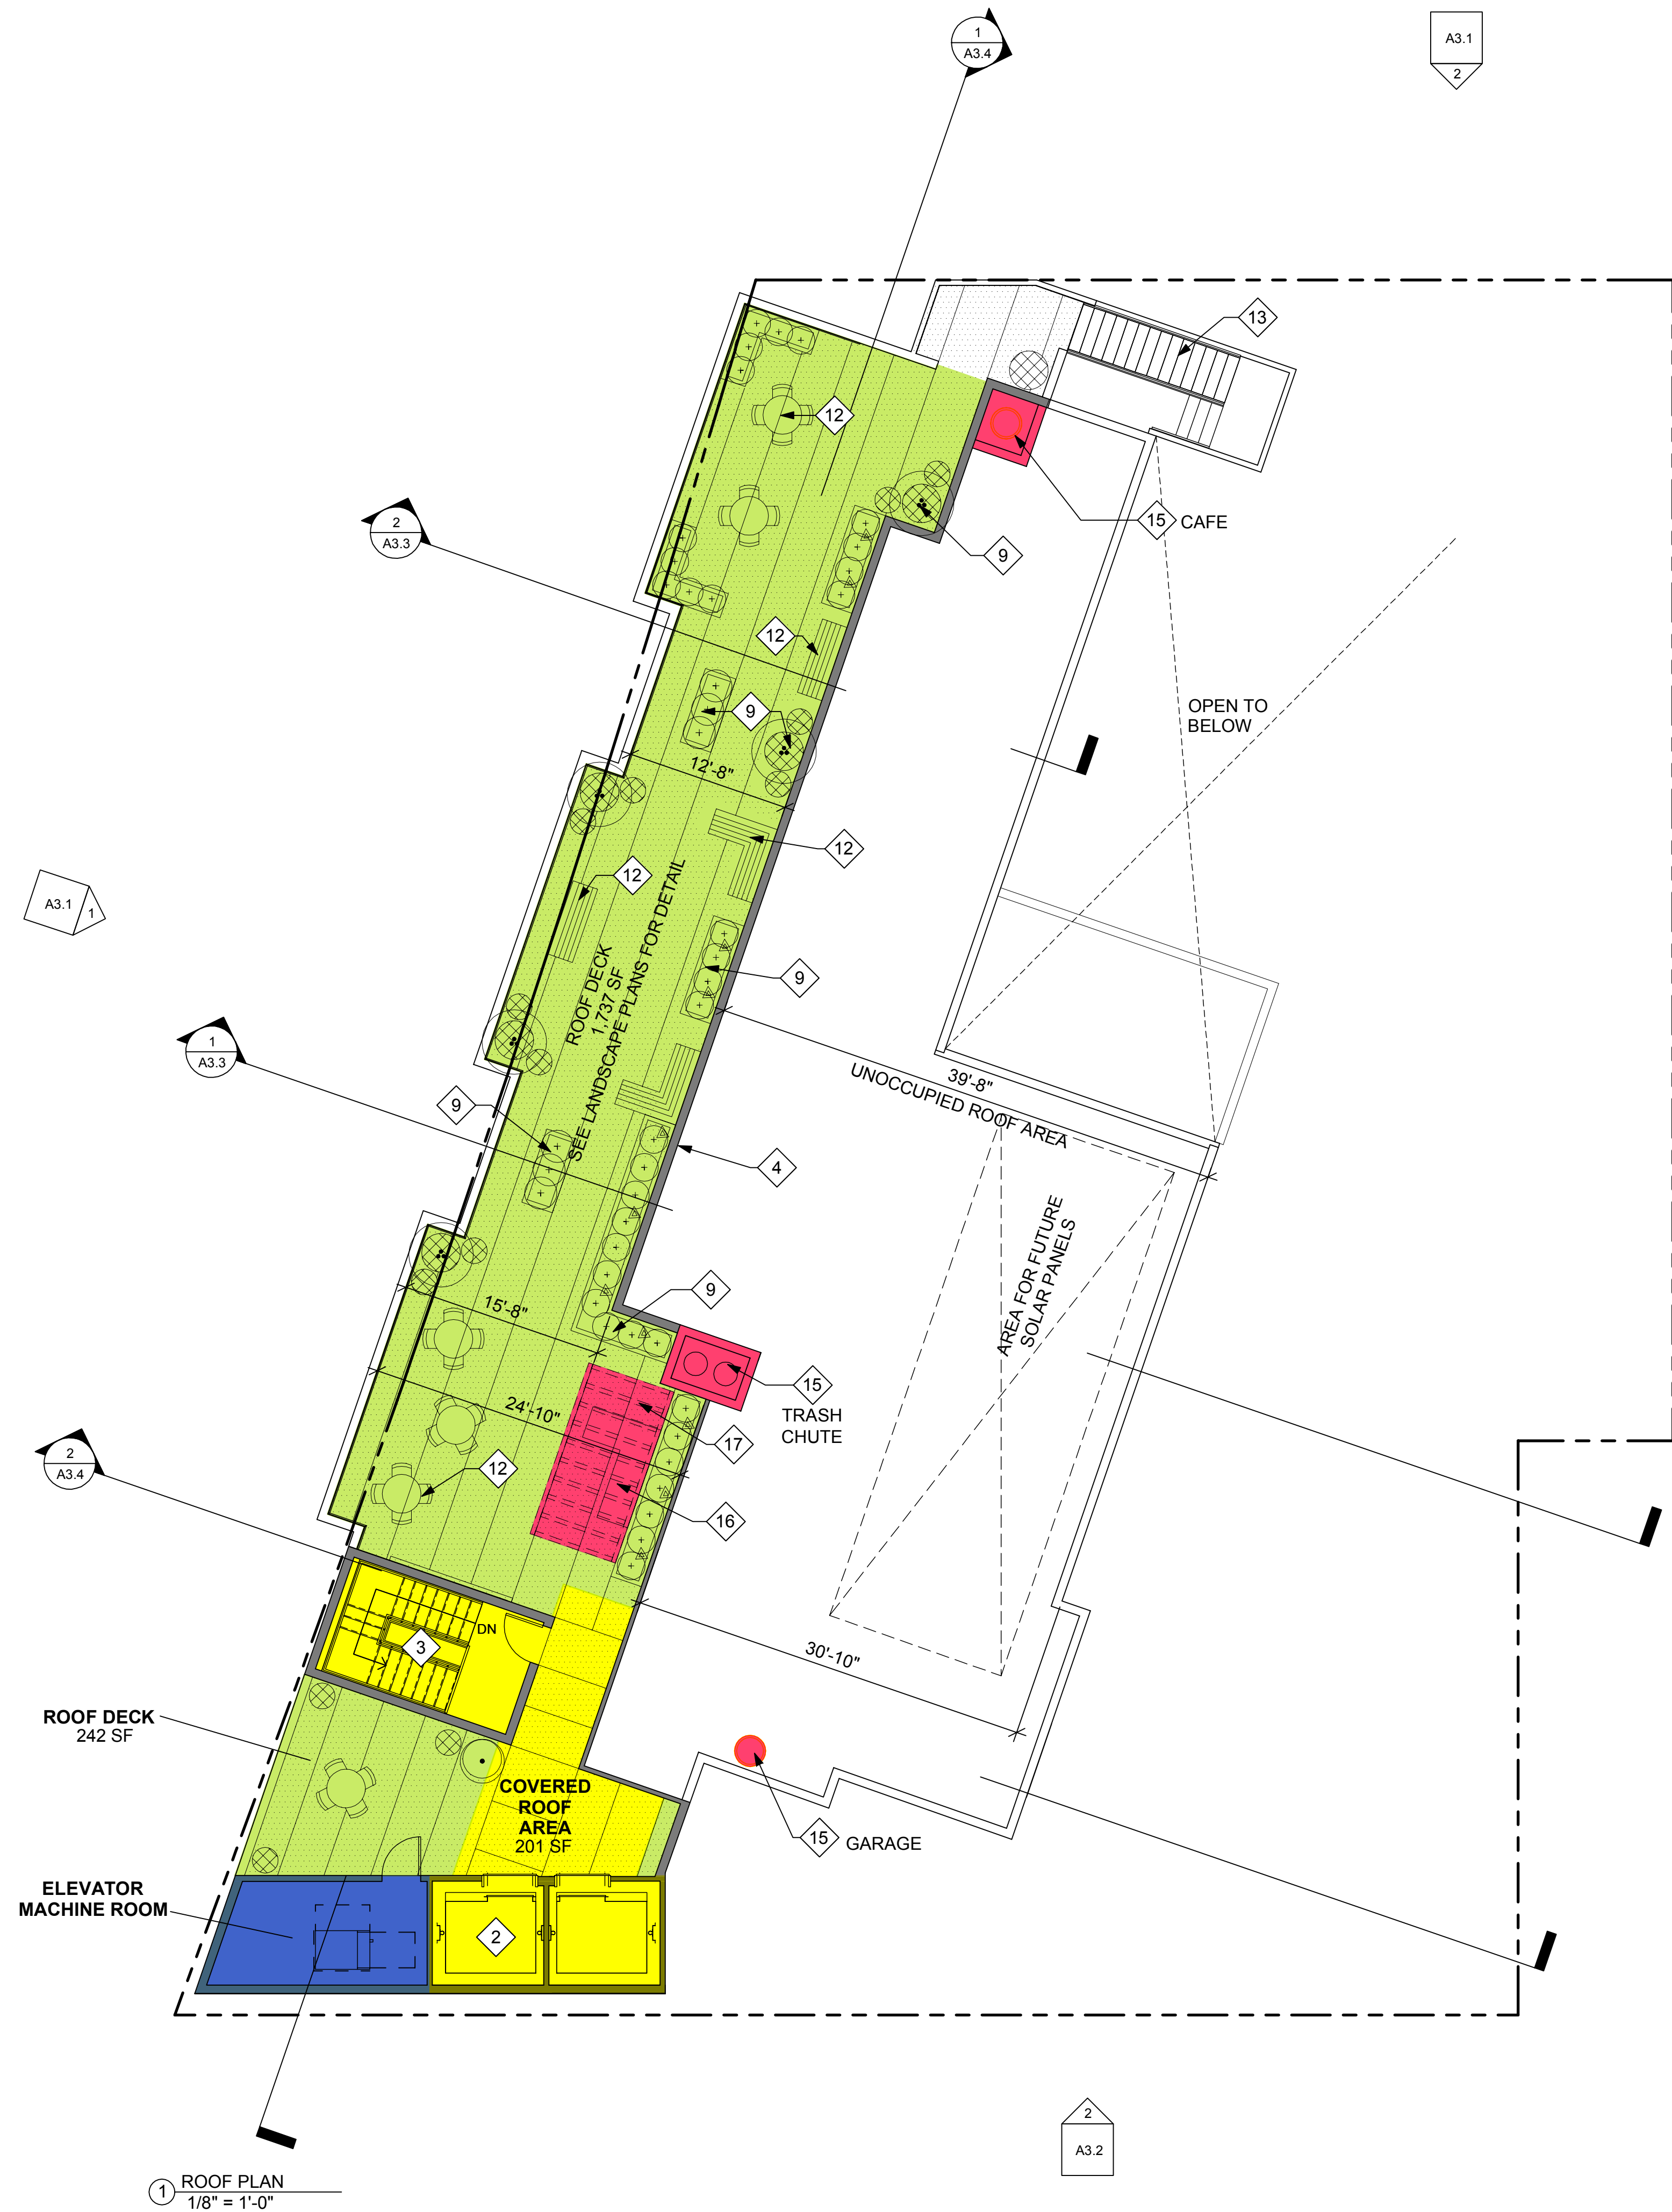 1
A3.4
A3.1
2
13
12
2
A3.3
15 CAFE
9
12
9
OPEN TO
BELOW
12'-8"
12
12
A3.1
1
ROOF DECK
1,737 SF
SEE LANDSCAPE PLANS FOR DETAIL
9
1
A3.3
39'-8"
UNOCCUPIED ROOF AREA
9
4
AREA FOR FUTURE
SOLAR PANELS
9
15'-8"
15
TRASH
CHUTE
24'-10"
17
2
A3.4
12
16
DN
3
30'-10"
ROOF DECK
242 SF
COVERED
ROOF
AREA
201 SF
15 GARAGE
ELEVATOR
MACHINE ROOM
2
2
A3.2
1 ROOF PLAN
1/8" = 1'-0"